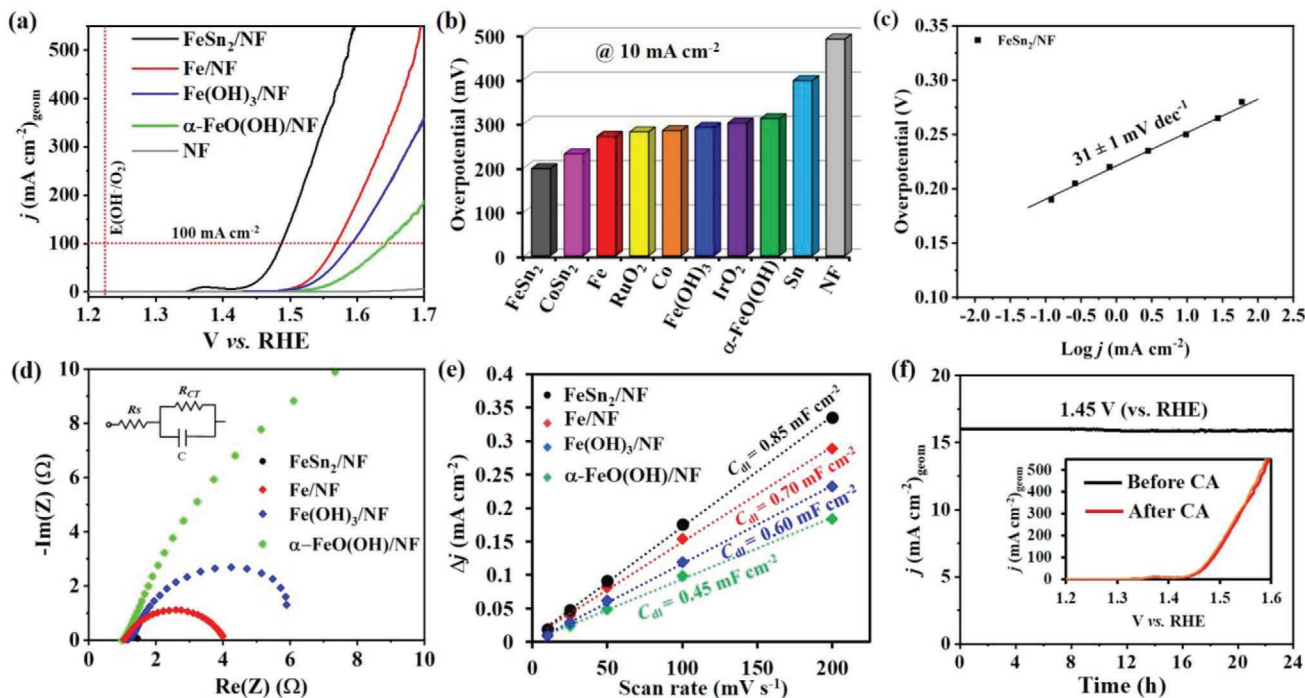 (a)
500
400
300
200
100
0
j (mA cm⁻²)geom
FeSn₂/NF
Fe/NF
Fe(OH)₃/NF
α-FeO(OH)/NF
NF
E(OH⁻/O₂)
100 mA cm⁻²
1.2 1.3 1.4 1.5 1.6 1.7
V vs. RHE
(b)
@ 10 mA cm⁻²
500
400
300
200
100
0
Overpotential (mV)
FeSn₂
CoSn₂
Fe
RuO₂
Co
Fe(OH)₃
IrO₂
α-FeO(OH)
Sn
NF
(c)
FeSn₂/NF
0.35
0.30
0.25
0.20
0.15
0.10
Overpotential (V)
31 ± 1 mV dec⁻¹
-2.0 -1.5 -1.0 -0.5 0.0 0.5 1.0 1.5 2.0 2.5
Log j (mA cm⁻²)
(d)
10
8
6
4
2
0
-Im(Z) (Ω)
Rs
R_CT
C
FeSn₂/NF
Fe/NF
Fe(OH)₃/NF
α−FeO(OH)/NF
0 2 4 6 8 10
Re(Z) (Ω)
(e)
0.4
0.35
0.3
0.25
0.2
0.15
0.1
0.05
0
Δj (mA cm⁻²)
FeSn₂/NF
Fe/NF
Fe(OH)₃/NF
α-FeO(OH)/NF
C_dl = 0.85 mF cm⁻²
C_dl = 0.70 mF cm⁻²
C_dl = 0.60 mF cm⁻²
C_dl = 0.45 mF cm⁻²
0 50 100 150 200
Scan rate (mV s⁻¹)
(f)
20
15
10
5
0
j (mA cm⁻²)geom
1.45 V (vs. RHE)
500
400
300
200
100
0
j (mA cm⁻²)geom
Before CA
After CA
1.2 1.3 1.4 1.5 1.6
V vs. RHE
0 4 8 12 16 20 24
Time (h)